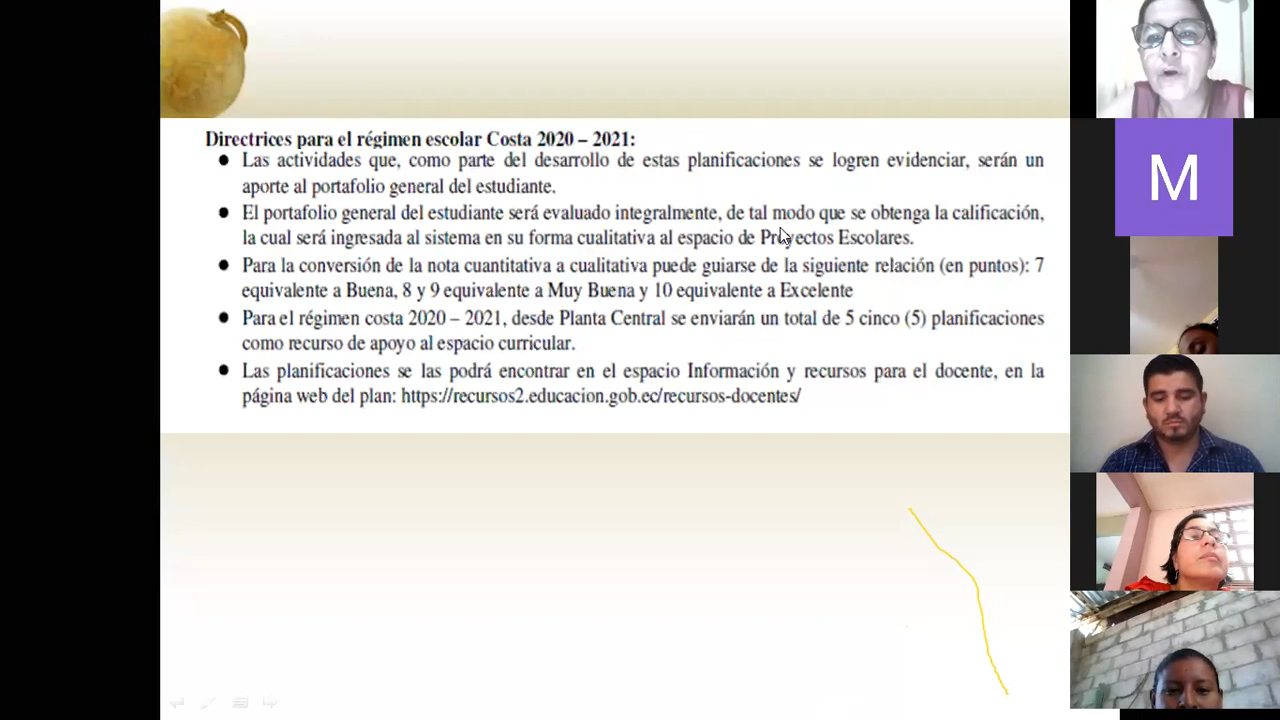 Directrices para el régimen escolar Costa 2020 – 2021:
● Las actividades que, como parte del desarrollo de estas planificaciones se logren evidenciar, serán un
aporte al portafolio general del estudiante.
● El portafolio general del estudiante será evaluado integralmente, de tal modo que se obtenga la calificación,
la cual será ingresada al sistema en su forma cualitativa al espacio de Proyectos Escolares.
● Para la conversión de la nota cuantitativa a cualitativa puede guiarse de la siguiente relación (en puntos): 7
equivalente a Buena, 8 y 9 equivalente a Muy Buena y 10 equivalente a Excelente
● Para el régimen costa 2020 – 2021, desde Planta Central se enviarán un total de 5 cinco (5) planificaciones
como recurso de apoyo al espacio curricular.
● Las planificaciones se las podrá encontrar en el espacio Información y recursos para el docente, en la
página web del plan: https://recursos2.educacion.gob.ec/recursos-docentes/
M